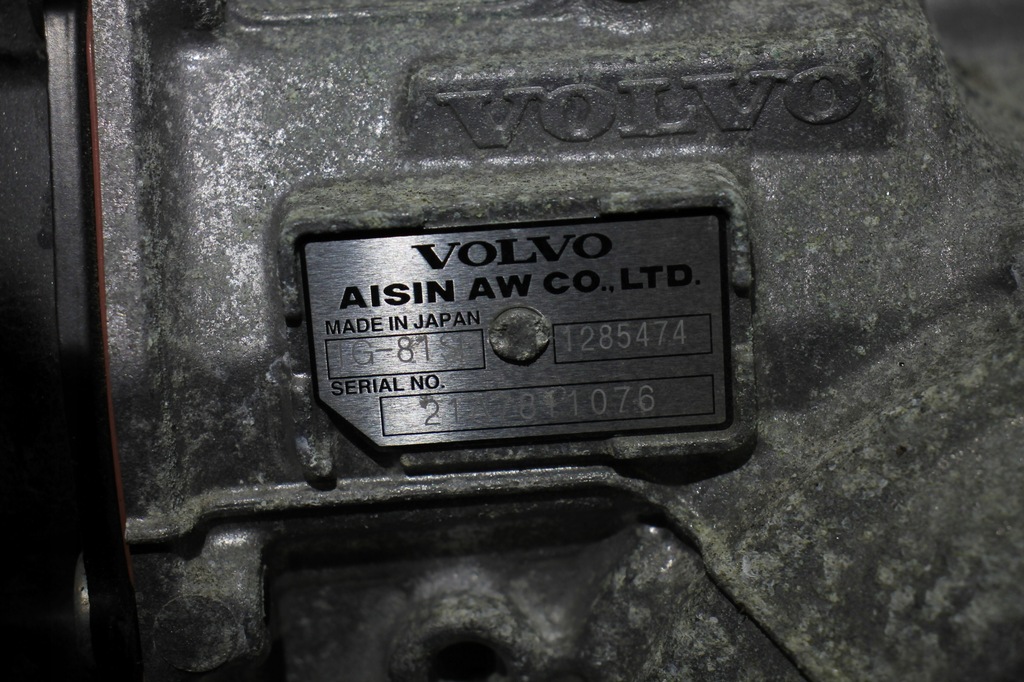 VOLVO
VOLVO
AISIN AW CO., LTD.
MADE IN JAPAN
1285474
SERIAL NO.